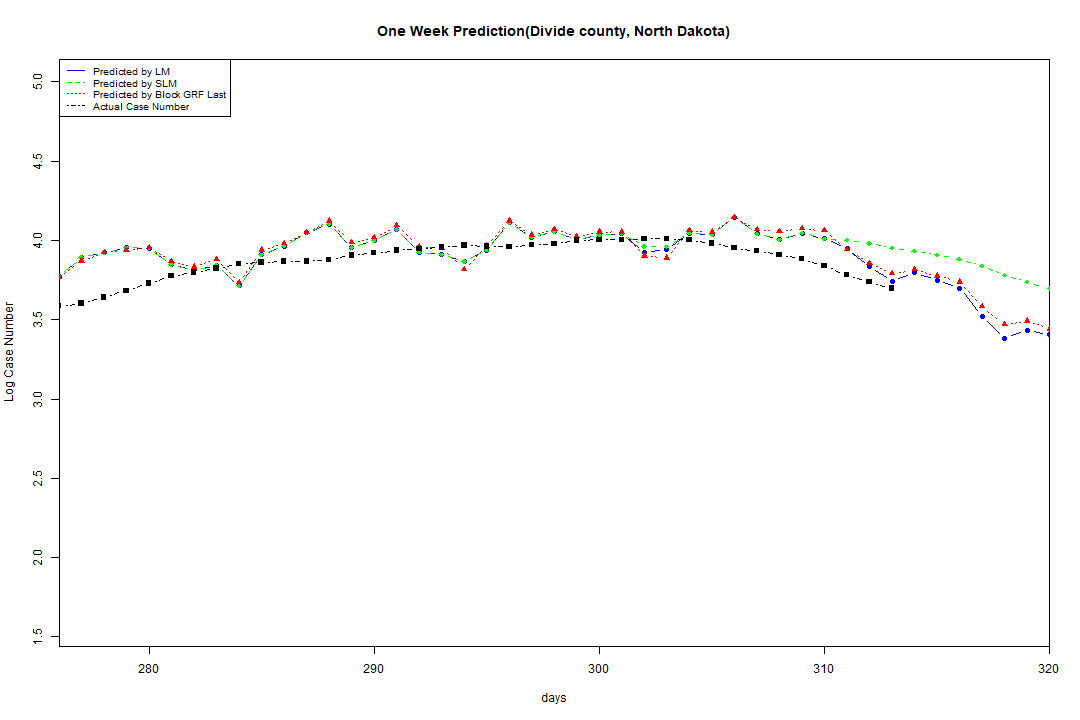 One Week Prediction(Divide county, North Dakota)
Predicted by LM
Predicted by SLM
Predicted by Block GRF Last
Actual Case Number
5.0
4.5
4.0
3.5
3.0
2.5
2.0
1.5
Log Case Number
280 290 300 310 320
days